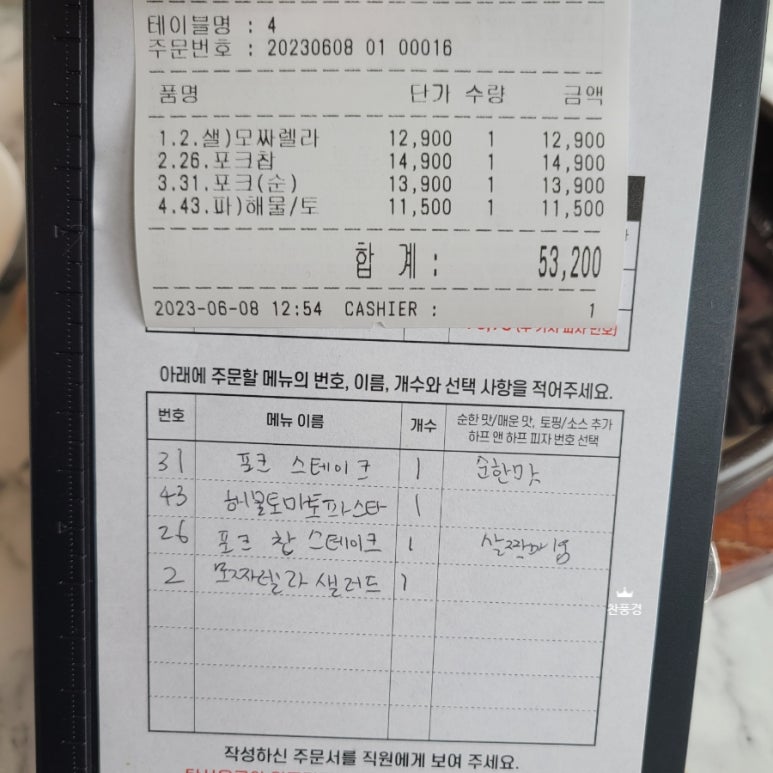 테이블명 : 4
주문번호 : 20230608 01 00016
품명 단가 수량 금액
1.2.샐)모짜렐라 12,900 1 12,900
2.26.포크찹 14,900 1 14,900
3.31.포크(순) 13,900 1 13,900
4.43.파)해물/토 11,500 1 11,500
합 계 : 53,200
2023-06-08 12:54 CASHIER : 1
아래에 주문할 메뉴의 번호, 이름, 개수와 선택 사항을 적어주세요.
번호 메뉴 이름 개수 순한 맛/매운 맛, 토핑/소스 추가
하프 앤 하프 피자 번호 선택
31 포크 스테이크 1 순한맛
43 해물토마토파스타 1
26 포크 찹 스테이크 1
2 모짜렐라 샐러드 1
찬풍경
작성하신 주문서를 직원에게 보여 주세요.